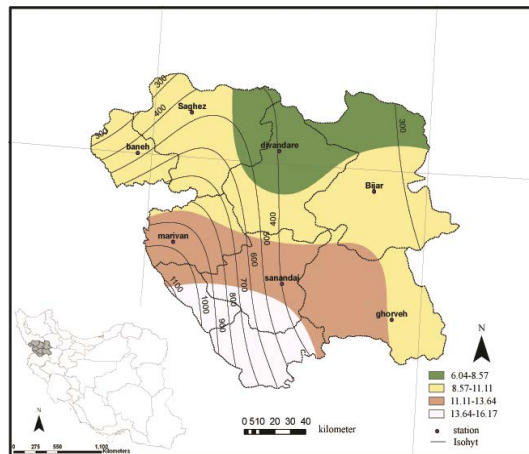 300
400
300
Saghez
baneh
divandare
300
Bijar
400
500
600
700
800
900
1000
1100
marivan
sanandaj
ghorveh
N
6.04-8.57
8.57-11.11
11.11-13.64
13.64-16.17
station
Isohyt
0 5 10 20 30 40
kilometer
N
0 275 550 1,100
Kilometers